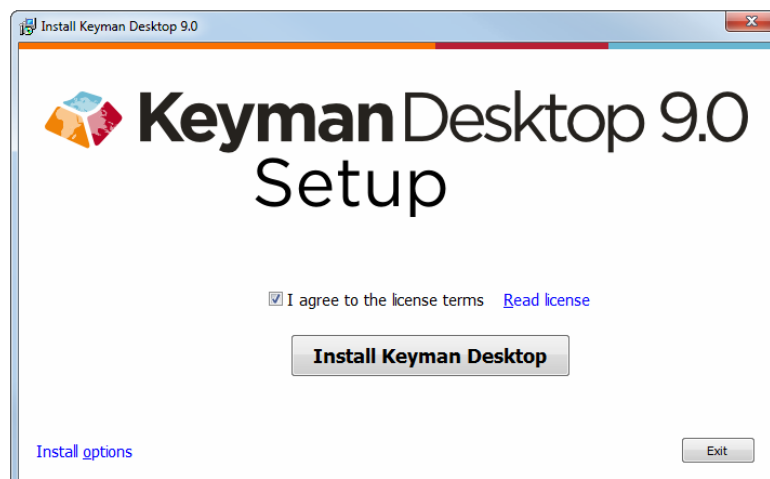 Install Keyman Desktop 9.0
Keyman Desktop 9.0
Setup
I agree to the license terms Read license
Install Keyman Desktop
Install options Exit